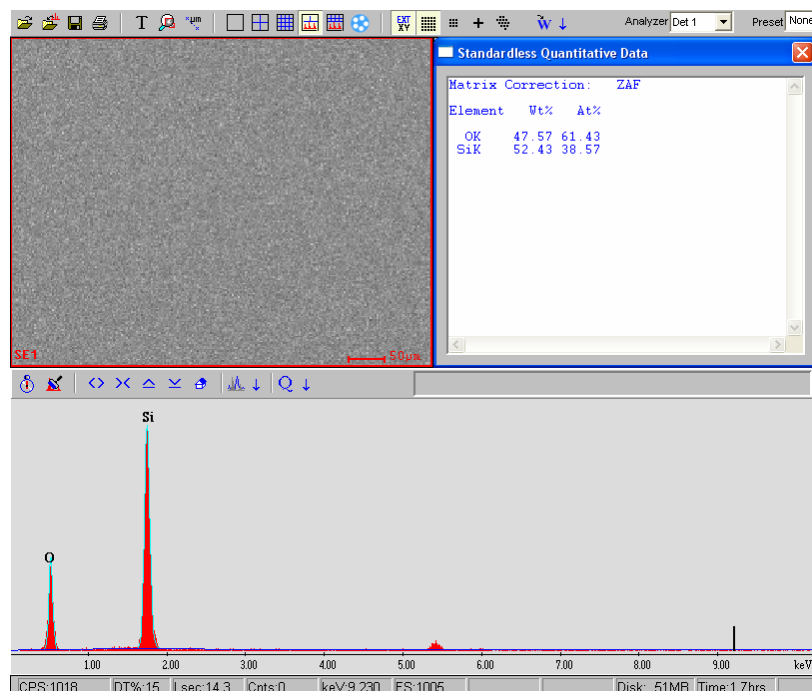 T µm EXT XY Analyzer Det 1 Preset None
Standardless Quantitative Data
Matrix Correction: ZAF
Element Wt% At%
OK 47.57 61.43
SiK 52.43 38.57
SE1 50µm
Q
Si
O
1.00 2.00 3.00 4.00 5.00 6.00 7.00 8.00 9.00 keV
CPS:1018 DT%:15 Lsec:14.3 Cnts:0 keV:9.230 FS:1005 Disk: 51MB Time:1.7hrs